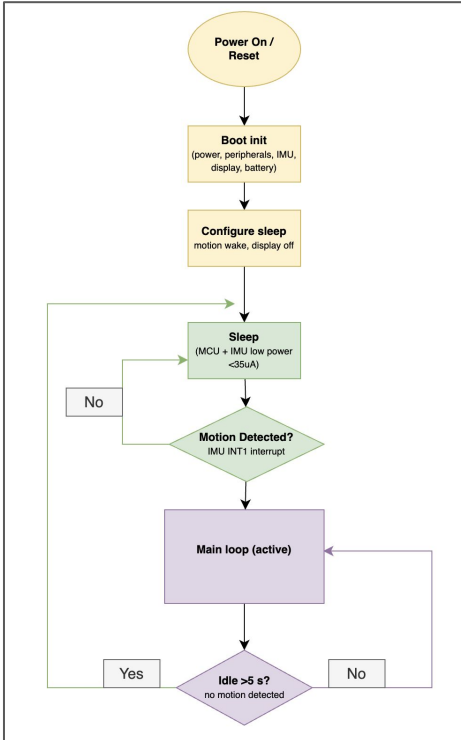 Power On /
Reset
Boot init
(power, peripherals, IMU,
display, battery)
Configure sleep
motion wake, display off
Sleep
(MCU + IMU low power
<35uA)
No
Motion Detected?
IMU INT1 interrupt
Main loop (active)
Yes
Idle >5 s?
no motion detected
No